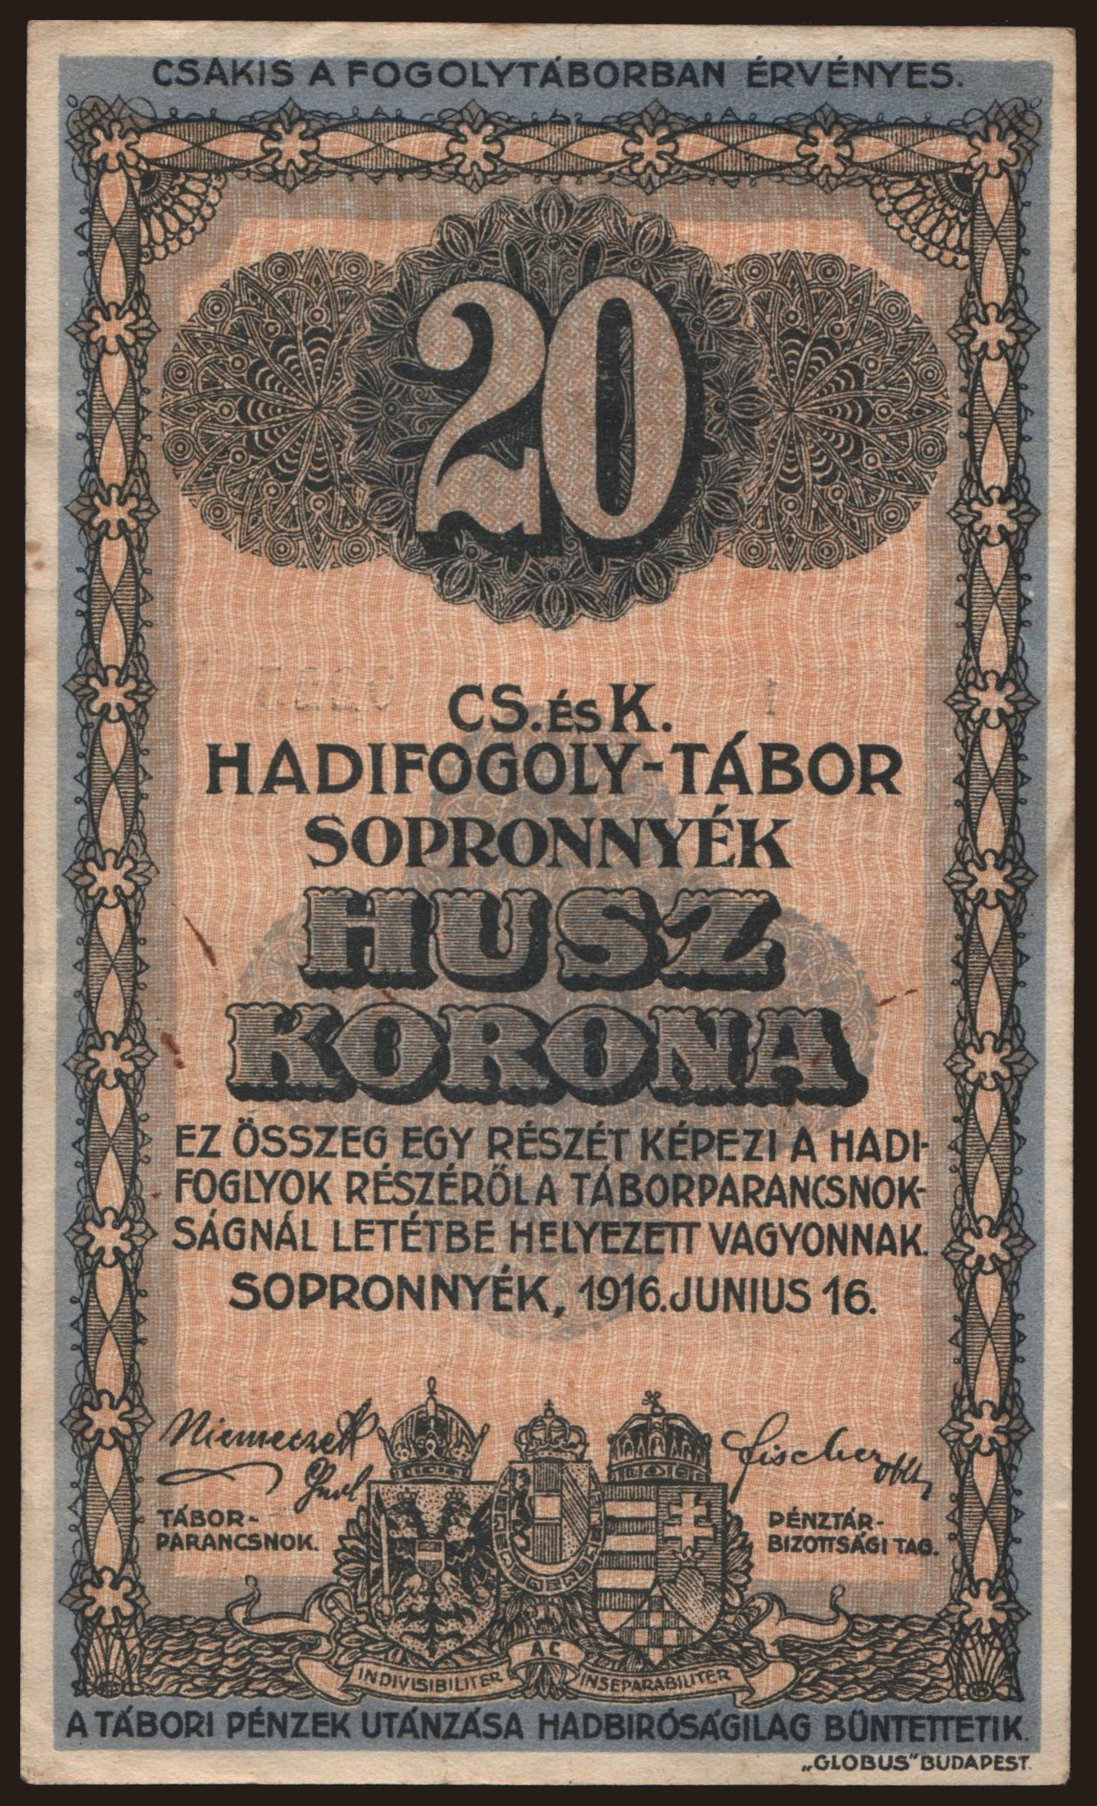 CSAKIS A FOGOLYTÁBORBAN ÉRVÉNYES.
20
CS. ÉS K.
HADIFOGOLY-TÁBOR
SOPRONNYÉK
HUSZ
KORONA
EZ ÖSSZEG EGY RÉSZÉT KÉPEZI A HADI-
FOGLYOK RÉSZÉRŐL A TÁBORPARANCSNOK-
SÁGNÁL LETÉTBE HELYEZETT VAGYONNAK.
SOPRONNYÉK, 1916. JUNIUS 16.
Fischer
TÁBOR-
PARANCSNOK.
PÉNZTÁR-
BIZOTTSÁGI TAG.
A C
INDIVISIBILITER
INSEPARABILITER
A TÁBORI PÉNZEK UTÁNZÁSA HADBIRÓSÁGILAG BÜNTETTETIK.
„GLOBUS" BUDAPEST.